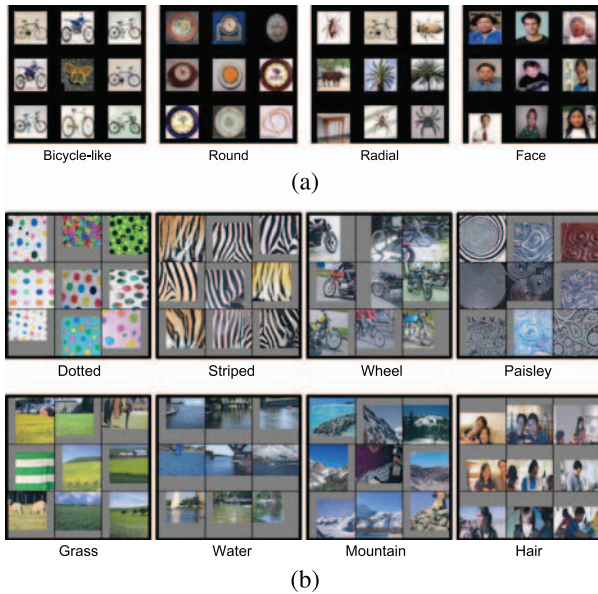 Bicycle-like Round Radial Face
(a)
Dotted Striped Wheel Paisley
Grass Water Mountain Hair
(b)